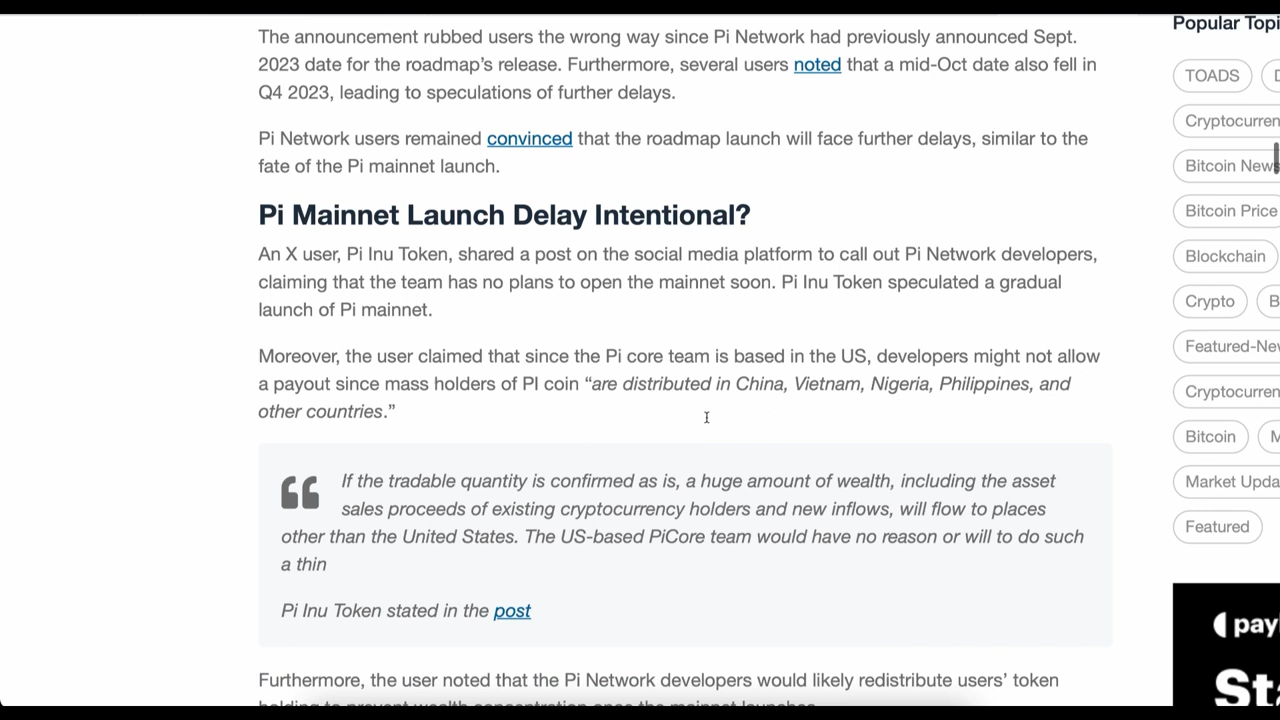 The announcement rubbed users the wrong way since Pi Network had previously announced Sept.
2023 date for the roadmap's release. Furthermore, several users noted that a mid-Oct date also fell in
Q4 2023, leading to speculations of further delays.
Pi Network users remained convinced that the roadmap launch will face further delays, similar to the
fate of the Pi mainnet launch.
Pi Mainnet Launch Delay Intentional?
An X user, Pi Inu Token, shared a post on the social media platform to call out Pi Network developers,
claiming that the team has no plans to open the mainnet soon. Pi Inu Token speculated a gradual
launch of Pi mainnet.
Moreover, the user claimed that since the Pi core team is based in the US, developers might not allow
a payout since mass holders of PI coin “are distributed in China, Vietnam, Nigeria, Philippines, and
other countries.”
If the tradable quantity is confirmed as is, a huge amount of wealth, including the asset
sales proceeds of existing cryptocurrency holders and new inflows, will flow to places
other than the United States. The US-based PiCore team would have no reason or will to do such
a thin
Pi Inu Token stated in the post
Furthermore, the user noted that the Pi Network developers would likely redistribute users' token
Popular Topi
TOADS
Cryptocurren
Bitcoin News
Bitcoin Price
Blockchain
Crypto B
Featured-Nev
Cryptocurren
Bitcoin M
Market Upda
Featured
pay
Sta